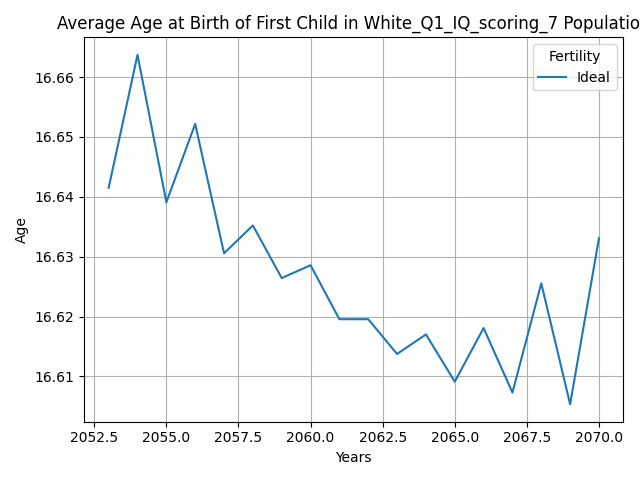 Average Age at Birth of First Child in White_Q1_IQ_scoring_7 Populatio
Fertility
Ideal
Age
16.66
16.65
16.64
16.63
16.62
16.61
2052.5 2055.0 2057.5 2060.0 2062.5 2065.0 2067.5 2070.0
Years